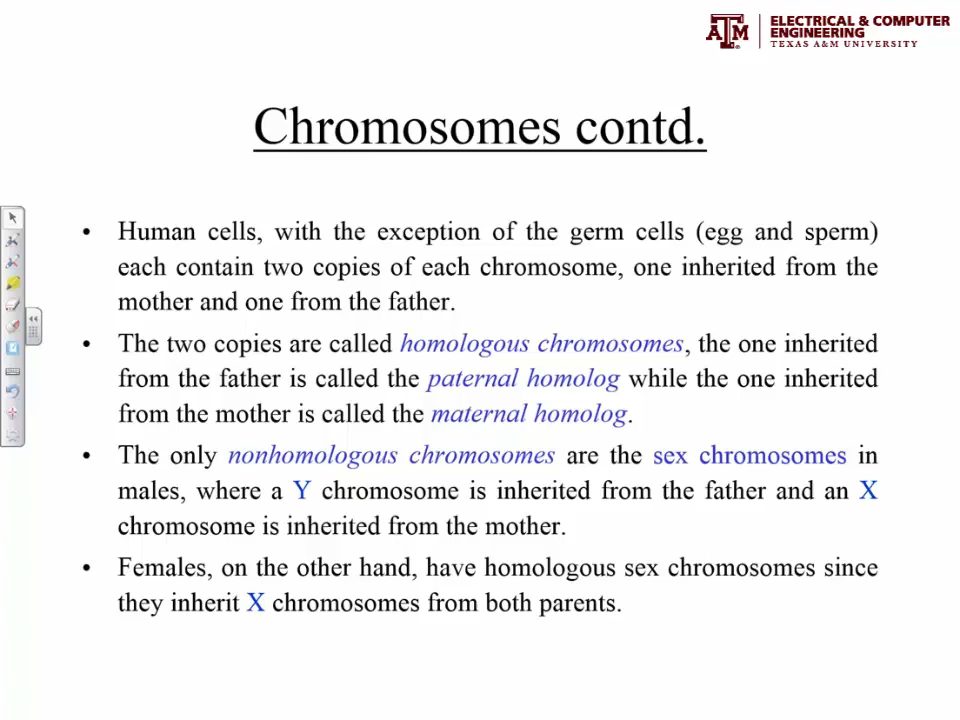 ELECTRICAL & COMPUTER
ENGINEERING
TEXAS A&M UNIVERSITY
Chromosomes contd.
• Human cells, with the exception of the germ cells (egg and sperm)
each contain two copies of each chromosome, one inherited from the
mother and one from the father.
• The two copies are called homologous chromosomes, the one inherited
from the father is called the paternal homolog while the one inherited
from the mother is called the maternal homolog.
• The only nonhomologous chromosomes are the sex chromosomes in
males, where a Y chromosome is inherited from the father and an X
chromosome is inherited from the mother.
• Females, on the other hand, have homologous sex chromosomes since
they inherit X chromosomes from both parents.